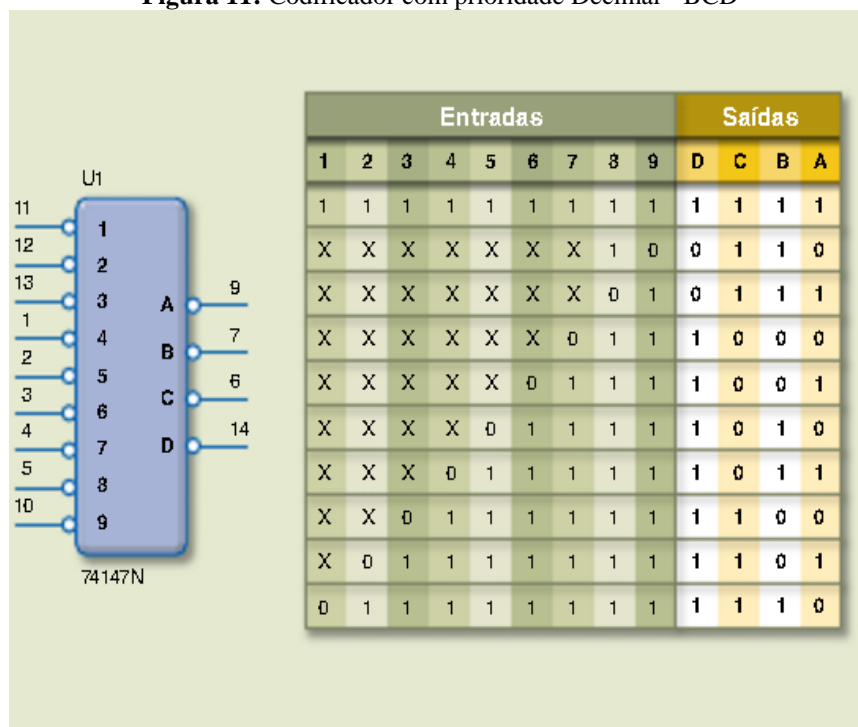 Figura 11: Codificador com prioridade Decimal - BCD
Entradas Saídas
1 2 3 4 5 6 7 8 9 D C B A
1 1 1 1 1 1 1 1 1 1 1 1 1
X X X X X X X 1 0 0 1 1 0
X X X X X X X 0 1 0 1 1 1
X X X X X X 0 1 1 1 0 0 0
X X X X X 0 1 1 1 1 0 0 1
X X X X 0 1 1 1 1 1 0 1 0
X X X 0 1 1 1 1 1 1 0 1 1
X X 0 1 1 1 1 1 1 1 1 0 0
X 0 1 1 1 1 1 1 1 1 1 0 1
0 1 1 1 1 1 1 1 1 1 1 1 0
U1
11 1
12 2
13 3 A 9
1 4 B 7
2 5 C 6
3 6
4 7 D 14
5 8
10 9
74147N